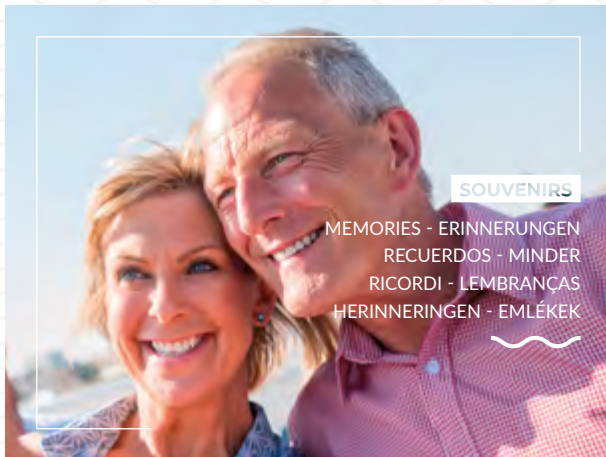 SOUVENIRS
MEMORIES - ERINNERUNGEN
RECUERDOS - MINDER
RICORDI - LEMBRANÇAS
HERINNERINGEN - EMLÉKEK